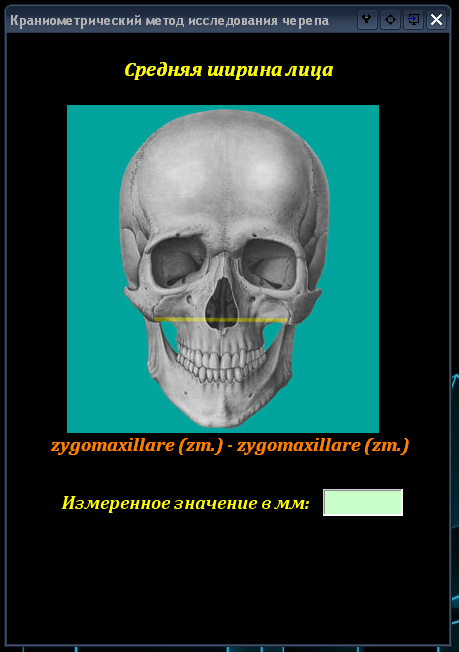 Краниометрический метод исследования черепа
Средняя ширина лица
zygomaxillare (zm.) - zygomaxillare (zm.)
Измеренное значение в мм: